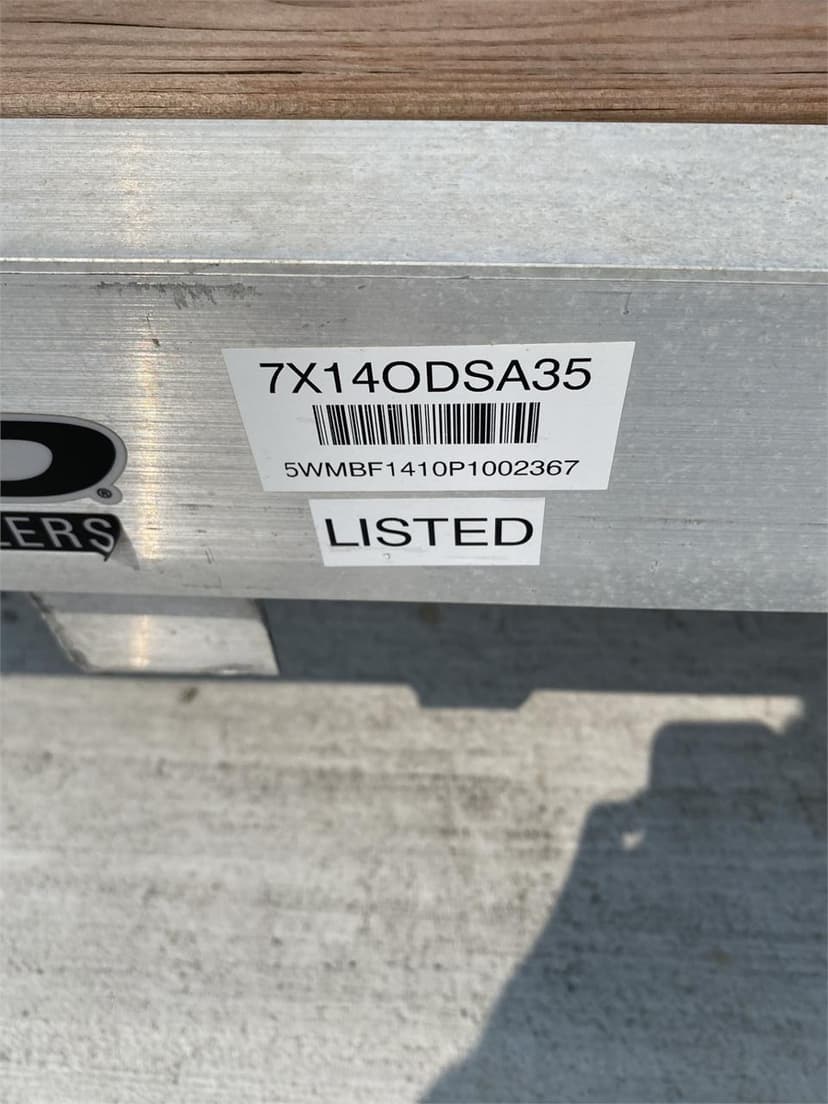 7X14ODSA35
5WMBF1410P1002367
LISTED
D®
LERS